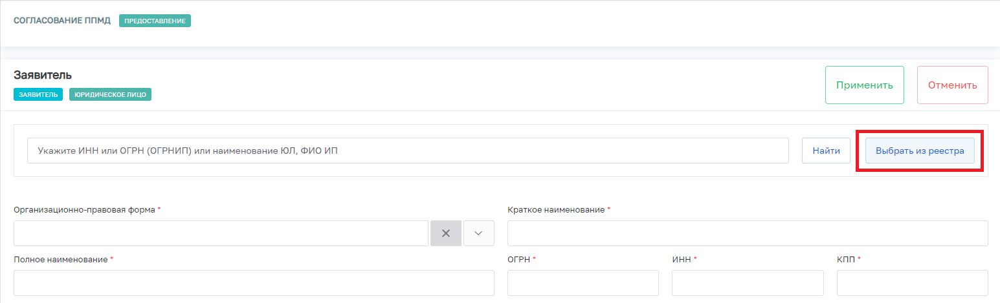 СОГЛАСОВАНИЕ ППМД ПРЕДОСТАВЛЕНИЕ
Заявитель
ЗАЯВИТЕЛЬ ЮРИДИЧЕСКОЕ ЛИЦО
Применить Отменить
Укажите ИНН или ОГРН (ОГРНИП) или наименование ЮЛ, ФИО ИП Найти Выбрать из реестра
Организационно-правовая форма * Краткое наименование *
Полное наименование * ОГРН * ИНН * КПП *